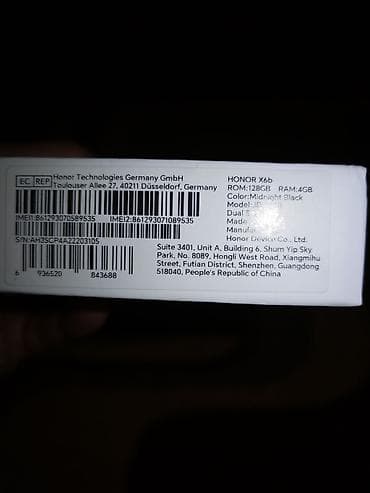 EC REP
Honor Technologies Germany GmbH
Toulouser Allee 27, 40211 Düsseldorf, Germany
IMEI1:861293070589535 IMEI2:861293071089535
S/N:
6 936520 843688
HONOR X6b
ROM:128GB RAM:4GB
Color:Midnight Black
Model:
Dual
Made
Honor Device Co., Ltd.
Suite 3401, Unit A, Building 6, Shum Yip Sky
Park, No. 8089, Hongli West Road, Xiangmihu
Street, Futian District, Shenzhen, Guangdong
518040, People's Republic of China